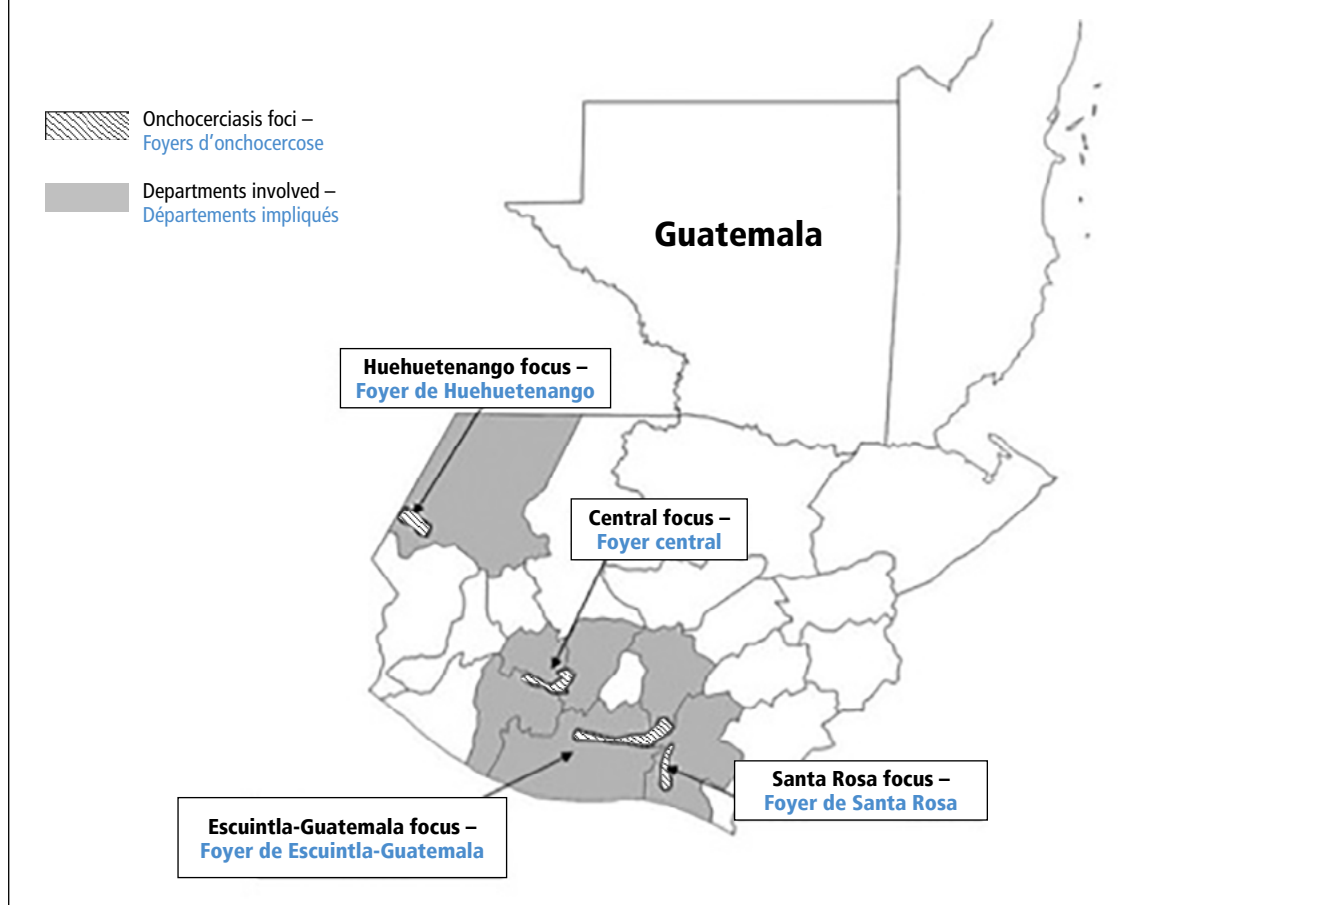 Onchocerciasis foci –
Foyers d’onchocercose
Departments involved –
Départements impliqués
Guatemala
Huehuetenango focus –
Foyer de Huehuetenango
Central focus –
Foyer central
Santa Rosa focus –
Foyer de Santa Rosa
Escuintla-Guatemala focus –
Foyer de Escuintla-Guatemala